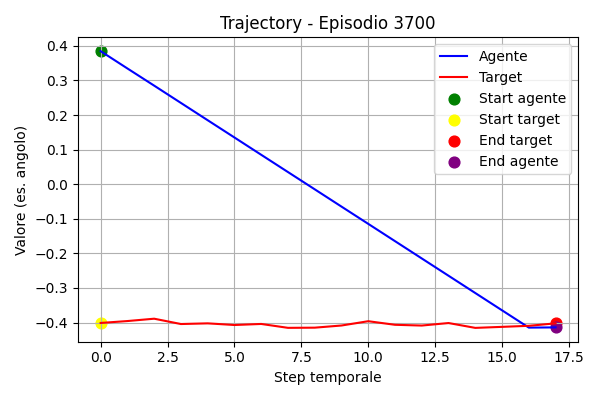 Trajectory - Episodio 3700
Valore (es. angolo)
0.4
0.3
0.2
0.1
0.0
−0.1
−0.2
−0.3
−0.4
Agente
Target
Start agente
Start target
End target
End agente
0.0 2.5 5.0 7.5 10.0 12.5 15.0 17.5
Step temporale